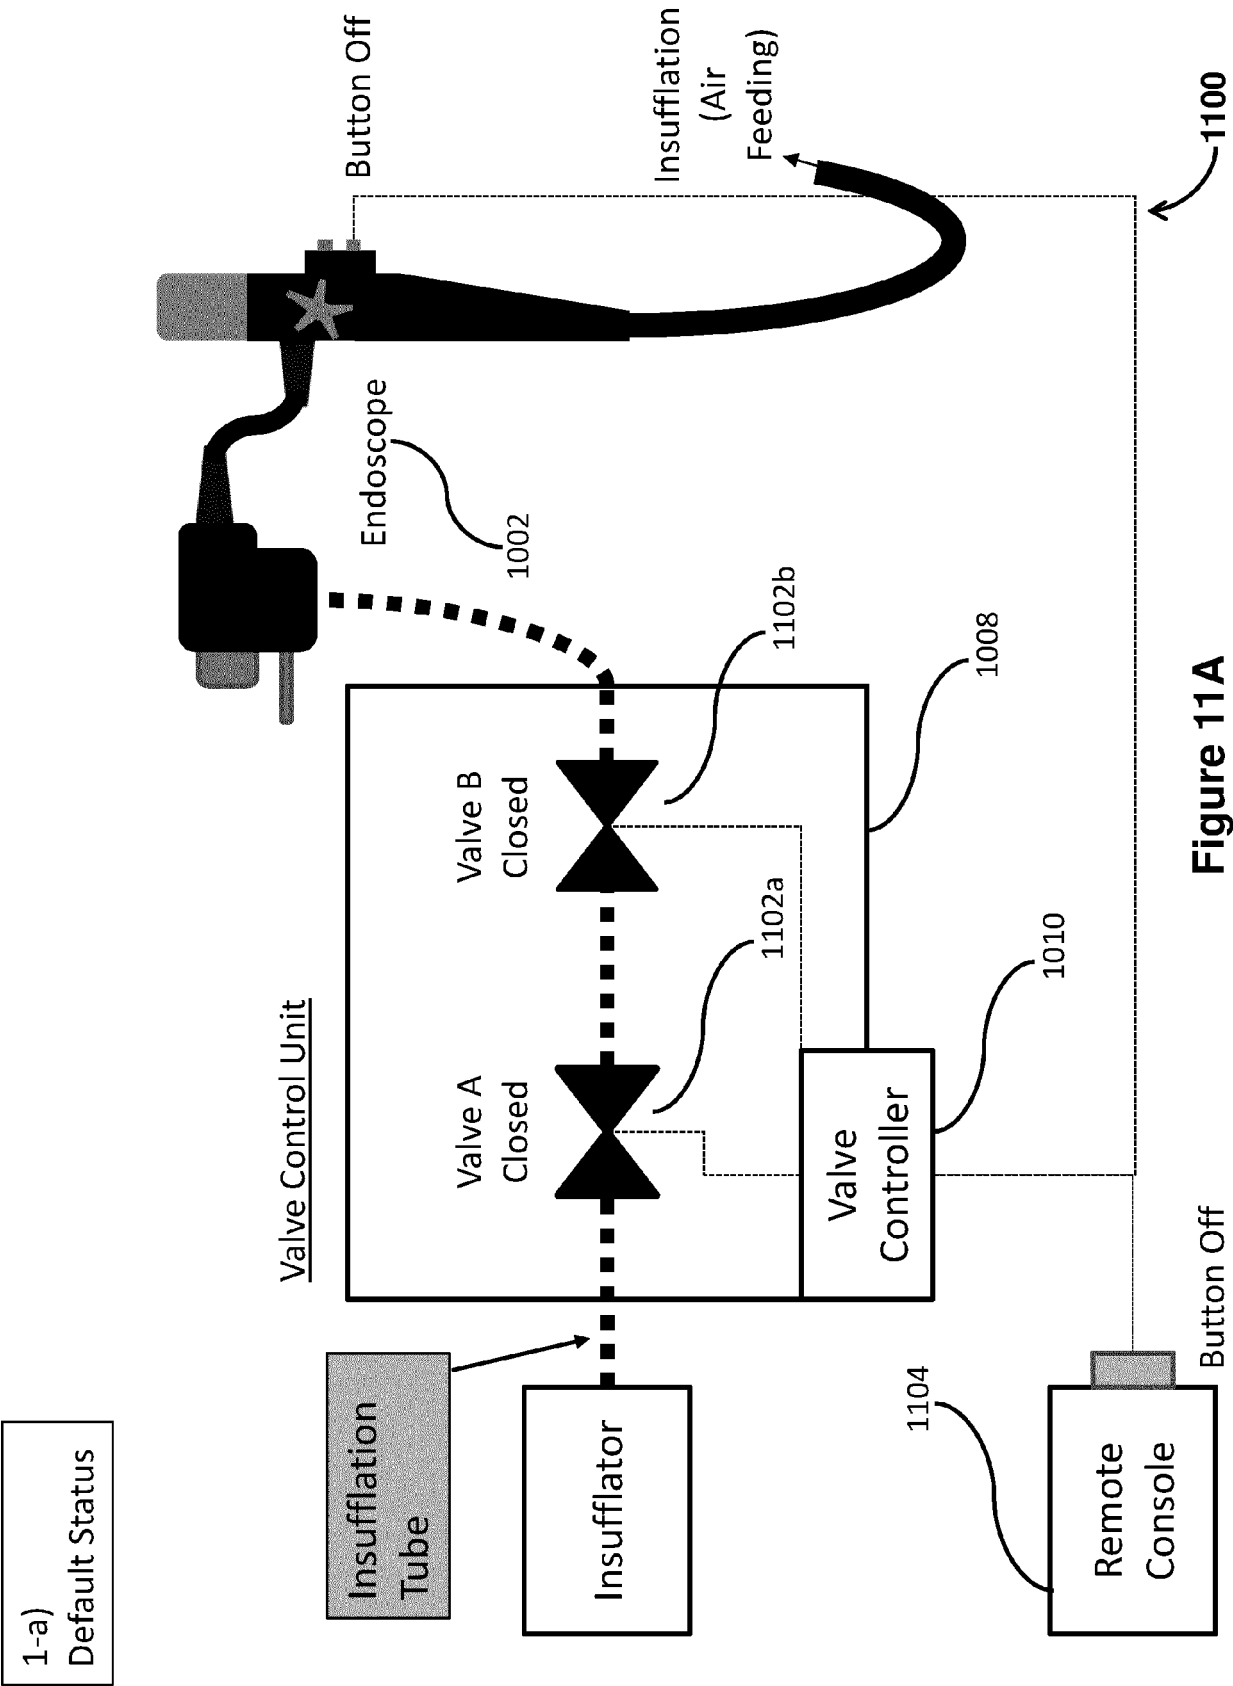 1-a)
Default Status
Valve Control Unit
Insufflation
Tube
Insufflator
Valve A
Closed
Valve B
Closed
1102a
1102b
Endoscope
1002
Button Off
Insufflation
(Air
Feeding)
Valve
Controller
1010
1008
1104
Remote
Console
Button Off
1100
Figure 11A